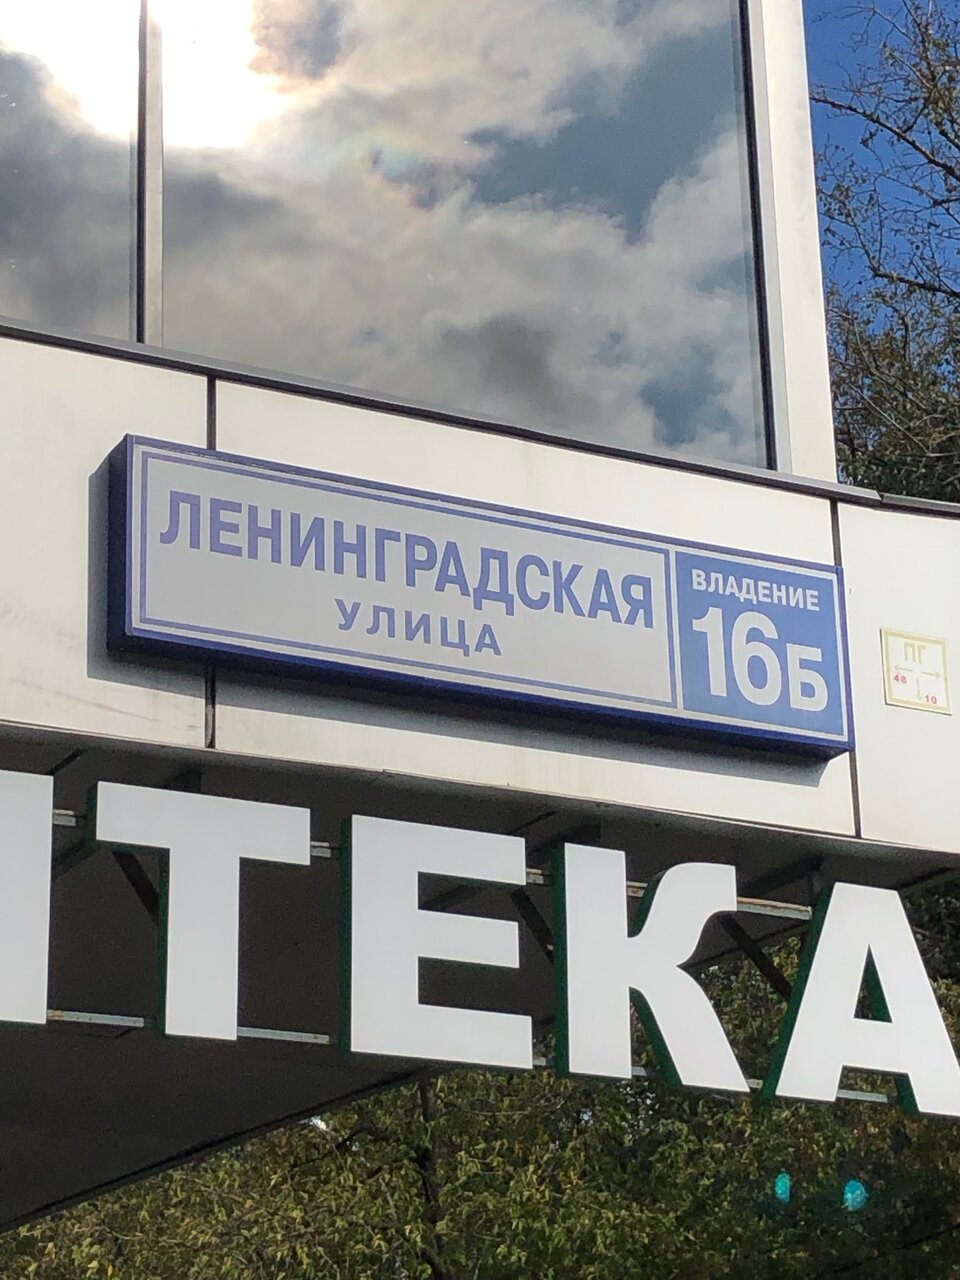 ЛЕНИНГРАДСКАЯ
УЛИЦА
ВЛАДЕНИЕ
16Б
ПГ
48
10
ТЕКА